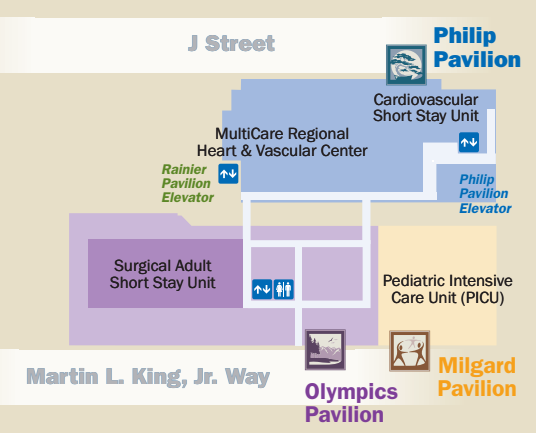 J Street
Philip
Pavilion
Cardiovascular
Short Stay Unit
MultiCare Regional
Heart & Vascular Center
Rainier
Pavilion
Elevator
Philip
Pavilion
Elevator
Surgical Adult
Short Stay Unit
Pediatric Intensive
Care Unit (PICU)
Martin L. King, Jr. Way
Olympics
Pavilion
Milgard
Pavilion